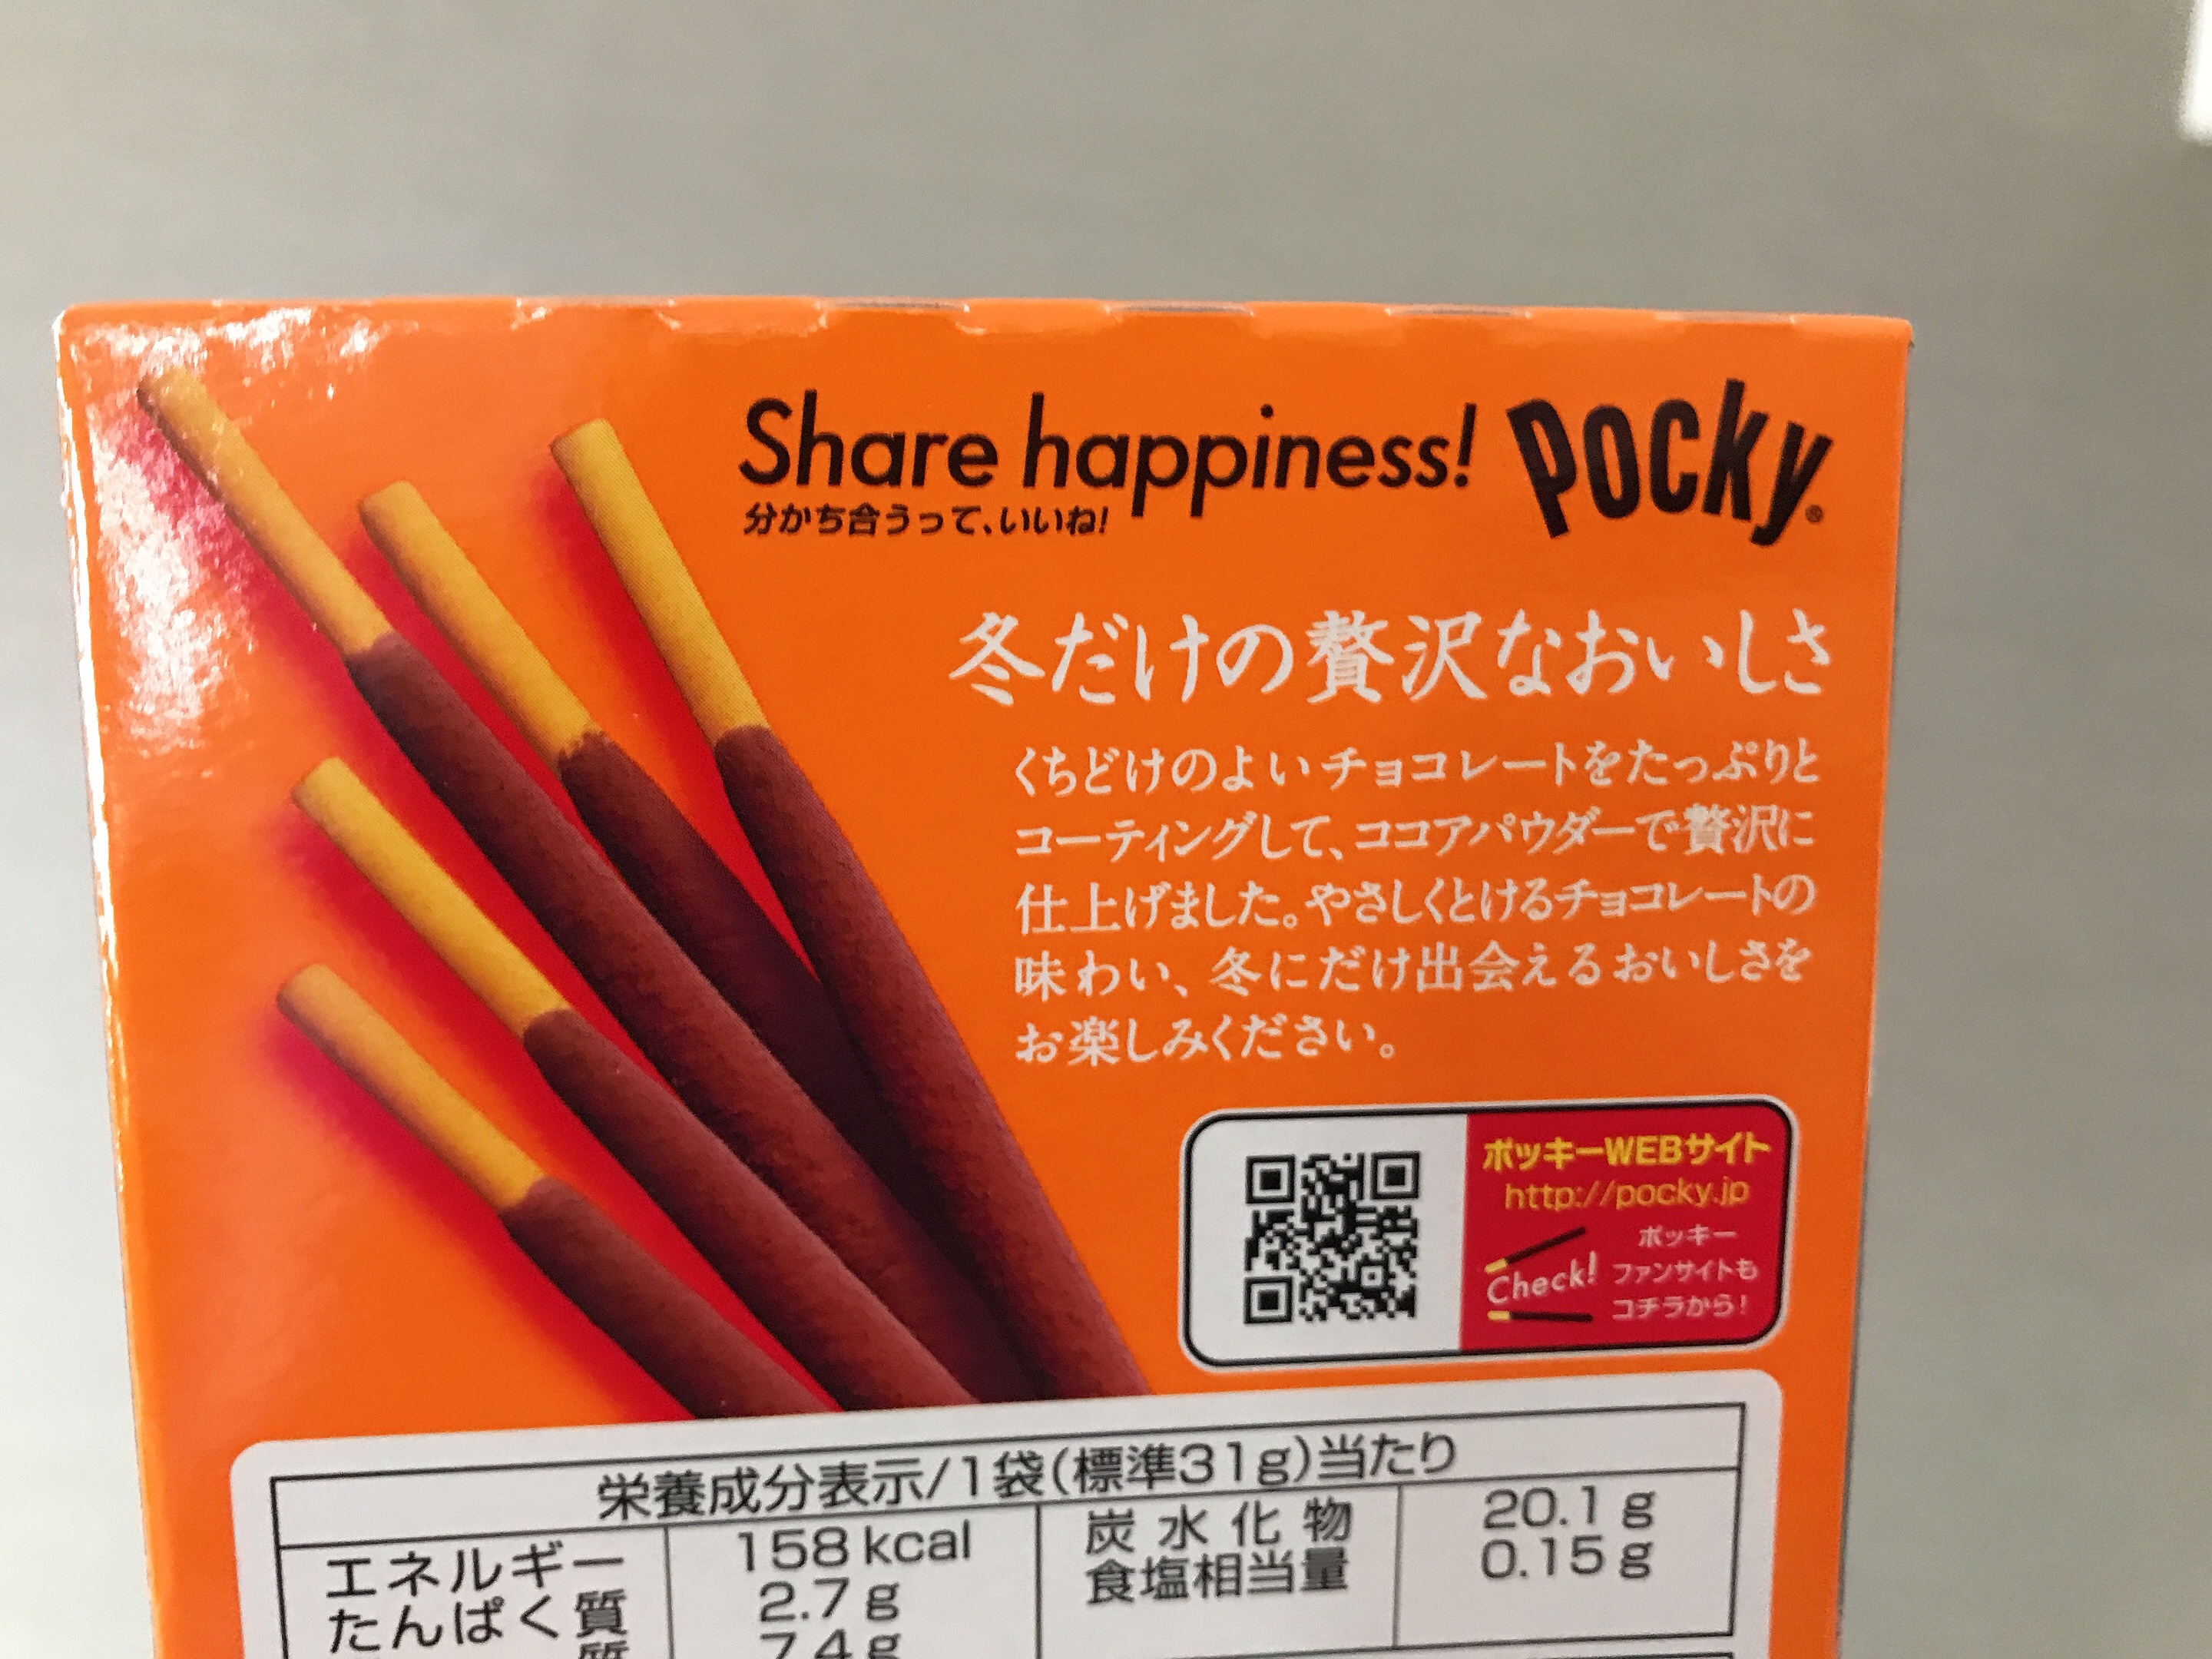 Share happiness! Pocky®
分かち合うって、いいね!
冬だけの贅沢なおいしさ
くちどけのよいチョコレートをたっぷりと
コーティングして、ココアパウダーで贅沢に
仕上げました。やさしくとけるチョコレートの
味わい、冬にだけ出会えるおいしさを
お楽しみください。
ポッキーWEBサイト
http://pocky.jp
Check!
ポッキー
ファンサイトも
コチラから!
栄養成分表示/1袋(標準31g)当たり
エネルギー 158kcal 炭水化物 20.1g
たんぱく質 2.7g 食塩相当量 0.15g
質 7.4g